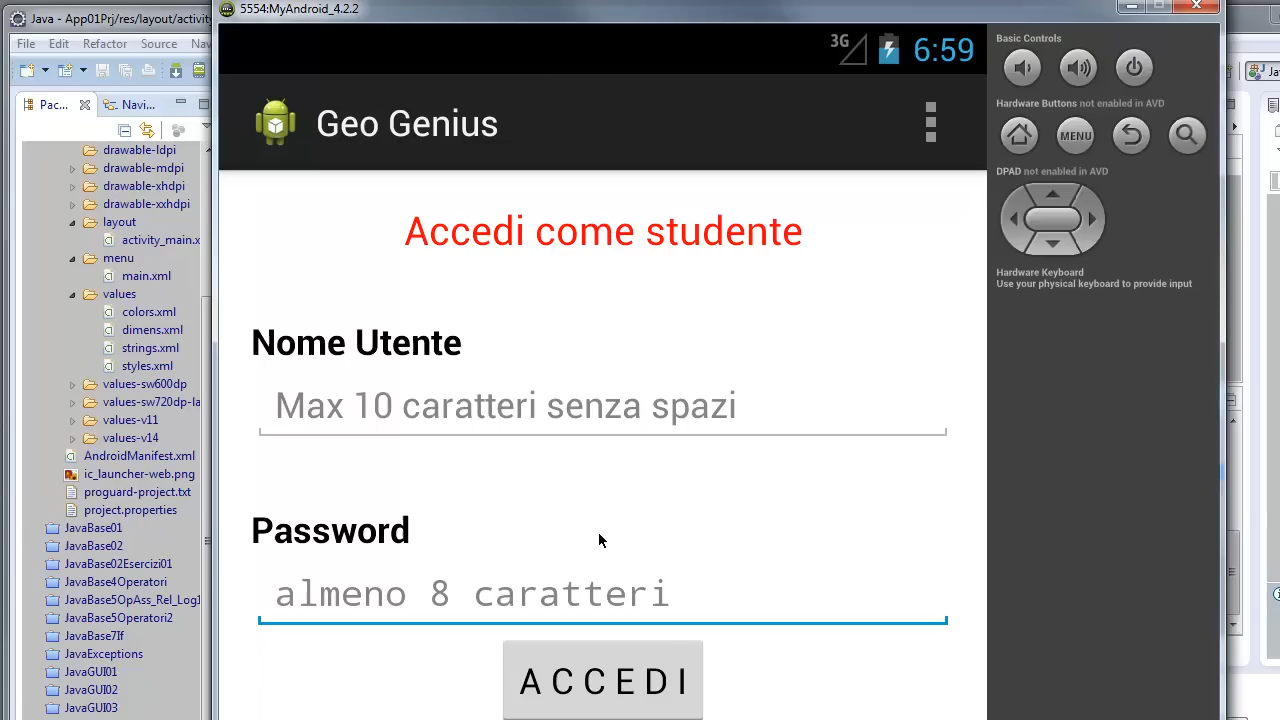 Java - App01Prj/res/layout/activity
5554:MyAndroid_4.2.2
File Edit Refactor Source Nav
Pac...
Navi...
drawable-ldpi
drawable-mdpi
drawable-xhdpi
drawable-xxhdpi
layout
activity_main.x
menu
main.xml
values
colors.xml
dimens.xml
strings.xml
styles.xml
values-sw600dp
values-sw720dp-la
values-v11
values-v14
AndroidManifest.xml
ic_launcher-web.png
proguard-project.txt
project.properties
JavaBase01
JavaBase02
JavaBase02Esercizi01
JavaBase4Operatori
JavaBase5OpAss_Rel_Log1
JavaBase5Operatori2
JavaBase7If
JavaExceptions
JavaGUI01
JavaGUI02
JavaGUI03
3G
6:59
Geo Genius
Accedi come studente
Nome Utente
Max 10 caratteri senza spazi
Password
almeno 8 caratteri
A C C E D I
Basic Controls
Hardware Buttons not enabled in AVD
MENU
DPAD not enabled in AVD
Hardware Keyboard
Use your physical keyboard to provide input